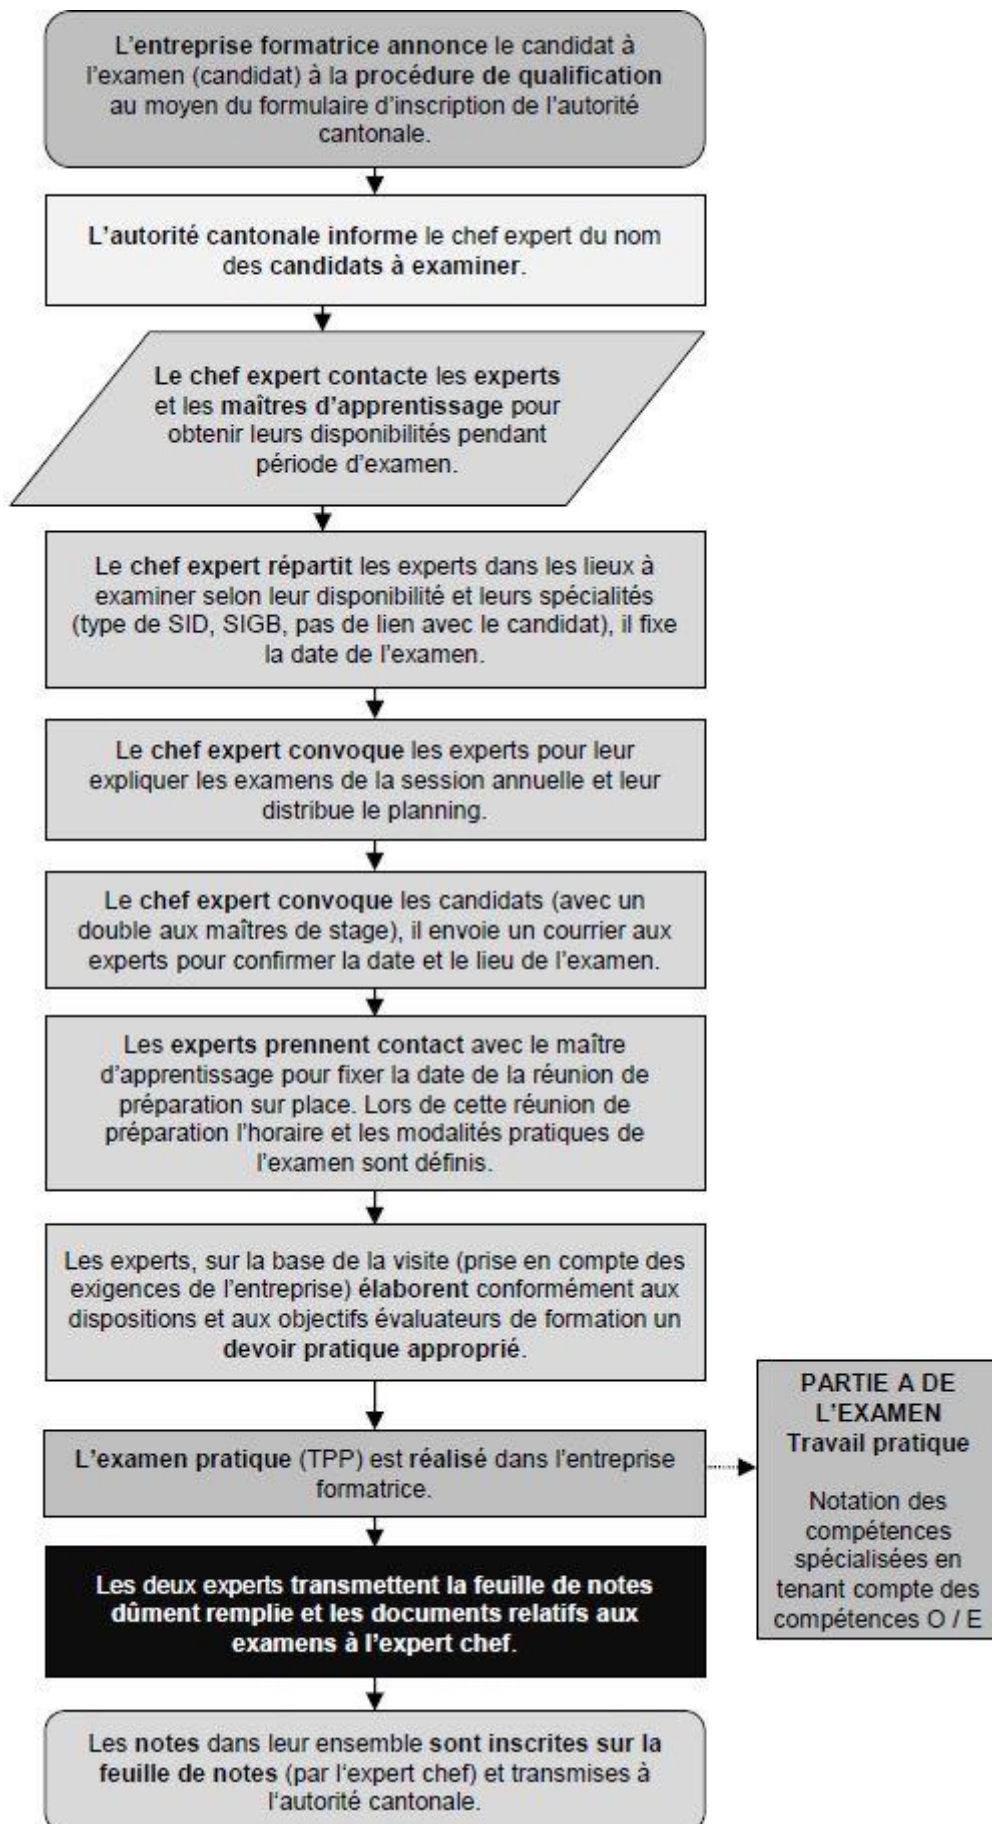 L'entreprise formatrice annonce le candidat à
l'examen (candidat) à la procédure de qualification
au moyen du formulaire d'inscription de l'autorité
cantonale.
L'autorité cantonale informe le chef expert du nom
des candidats à examiner.
Le chef expert contacte les experts
et les maîtres d'apprentissage pour
obtenir leurs disponibilités pendant
période d'examen.
Le chef expert répartit les experts dans les lieux à
examiner selon leur disponibilité et leurs spécialités
(type de SID, SIGB, pas de lien avec le candidat), il fixe
la date de l'examen.
Le chef expert convoque les experts pour leur
expliquer les examens de la session annuelle et leur
distribue le planning.
Le chef expert convoque les candidats (avec un
double aux maîtres de stage), il envoie un courrier aux
experts pour confirmer la date et le lieu de l'examen.
Les experts prennent contact avec le maître
d'apprentissage pour fixer la date de la réunion de
préparation sur place. Lors de cette réunion de
préparation l'horaire et les modalités pratiques de
l'examen sont définis.
Les experts, sur la base de la visite (prise en compte des
exigences de l'entreprise) élaborent conformément aux
dispositions et aux objectifs évaluateurs de formation un
devoir pratique approprié.
L'examen pratique (TPP) est réalisé dans l'entreprise
formatrice.
PARTIE A DE
L'EXAMEN
Travail pratique
Notation des
compétences
spécialisées en
tenant compte des
compétences O / E
Les deux experts transmettent la feuille de notes
dûment remplie et les documents relatifs aux
examens à l'expert chef.
Les notes dans leur ensemble sont inscrites sur la
feuille de notes (par l'expert chef) et transmises à
l'autorité cantonale.